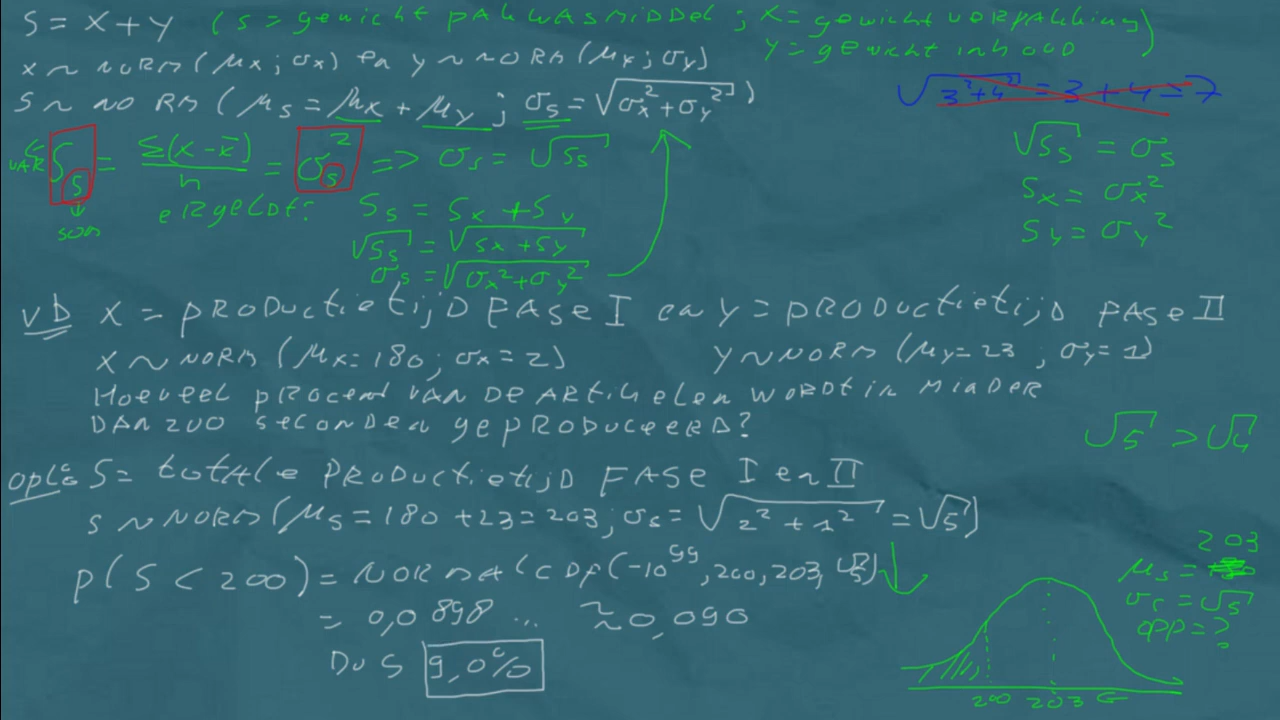 S = X + Y (S = gewicht pak wasmiddel ; X = gewicht verpakking
Y = gewicht inhoud)
X ~ NORM(μx; σx) en Y ~ NORM(μy; σy)
√3²+4² = 3 + 4 = 7
S ~ NORM(μs = μx + μy ; σs = √σx² + σy²)
VAR ← Ss = Σ(x - x̄)/n = σs² => σs = √Ss
√Ss = σs
som
er geldt: Ss = Sx + Sy
Sx = σx²
√Ss = √Sx + Sy
Sy = σy²
σs = √σx² + σy²
vb X = productietijd fase I en Y = productietijd fase II
X ~ NORM (μx = 180; σx = 2) Y ~ NORM (μy = 23 ; σy = 1)
Hoeveel procent van de artikelen wordt in minder
dan 200 seconden geproduceerd?
√5 > √4
opl: S = totale productietijd fase I en II
S ~ NORM(μs = 180 + 23 = 203; σs = √2² + 1² = √5)
P(S < 200) = NORMALCDF(-10⁹⁹, 200, 203, √5)
= 0,0898 ... ≈ 0,090
Dus 9,0%
203
μs =
σs = √5
opp = ?
200 203